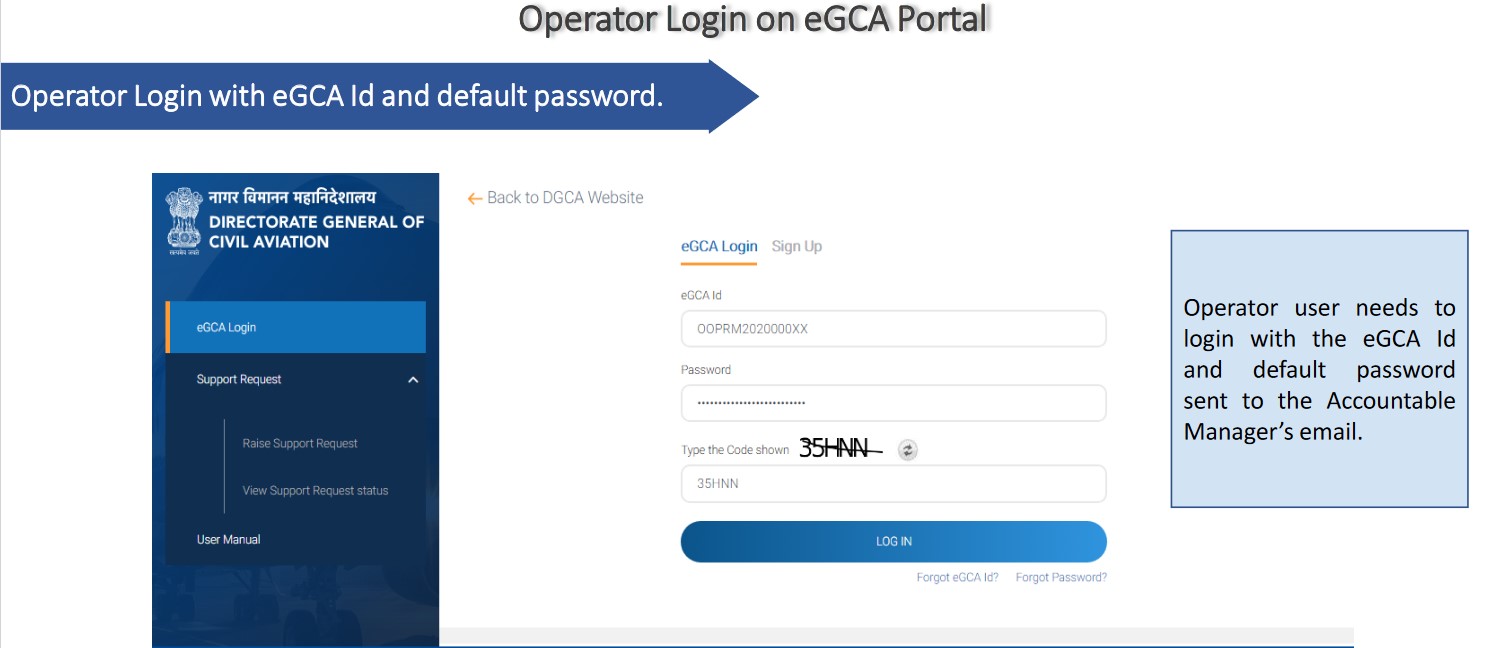 Operator Login on eGCA Portal
Operator Login with eGCA Id and default password.
नागर विमानन महानिदेशालय
DIRECTORATE GENERAL OF
CIVIL AVIATION
सत्यमेव जयते
eGCA Login
Support Request
Raise Support Request
View Support Request status
User Manual
← Back to DGCA Website
eGCA Login Sign Up
eGCA Id
OOPRM2020000XX
Password
Type the Code shown 35HNN
35HNN
LOG IN
Forgot eGCA Id? Forgot Password?
Operator user needs to
login with the eGCA Id
and default password
sent to the Accountable
Manager’s email.